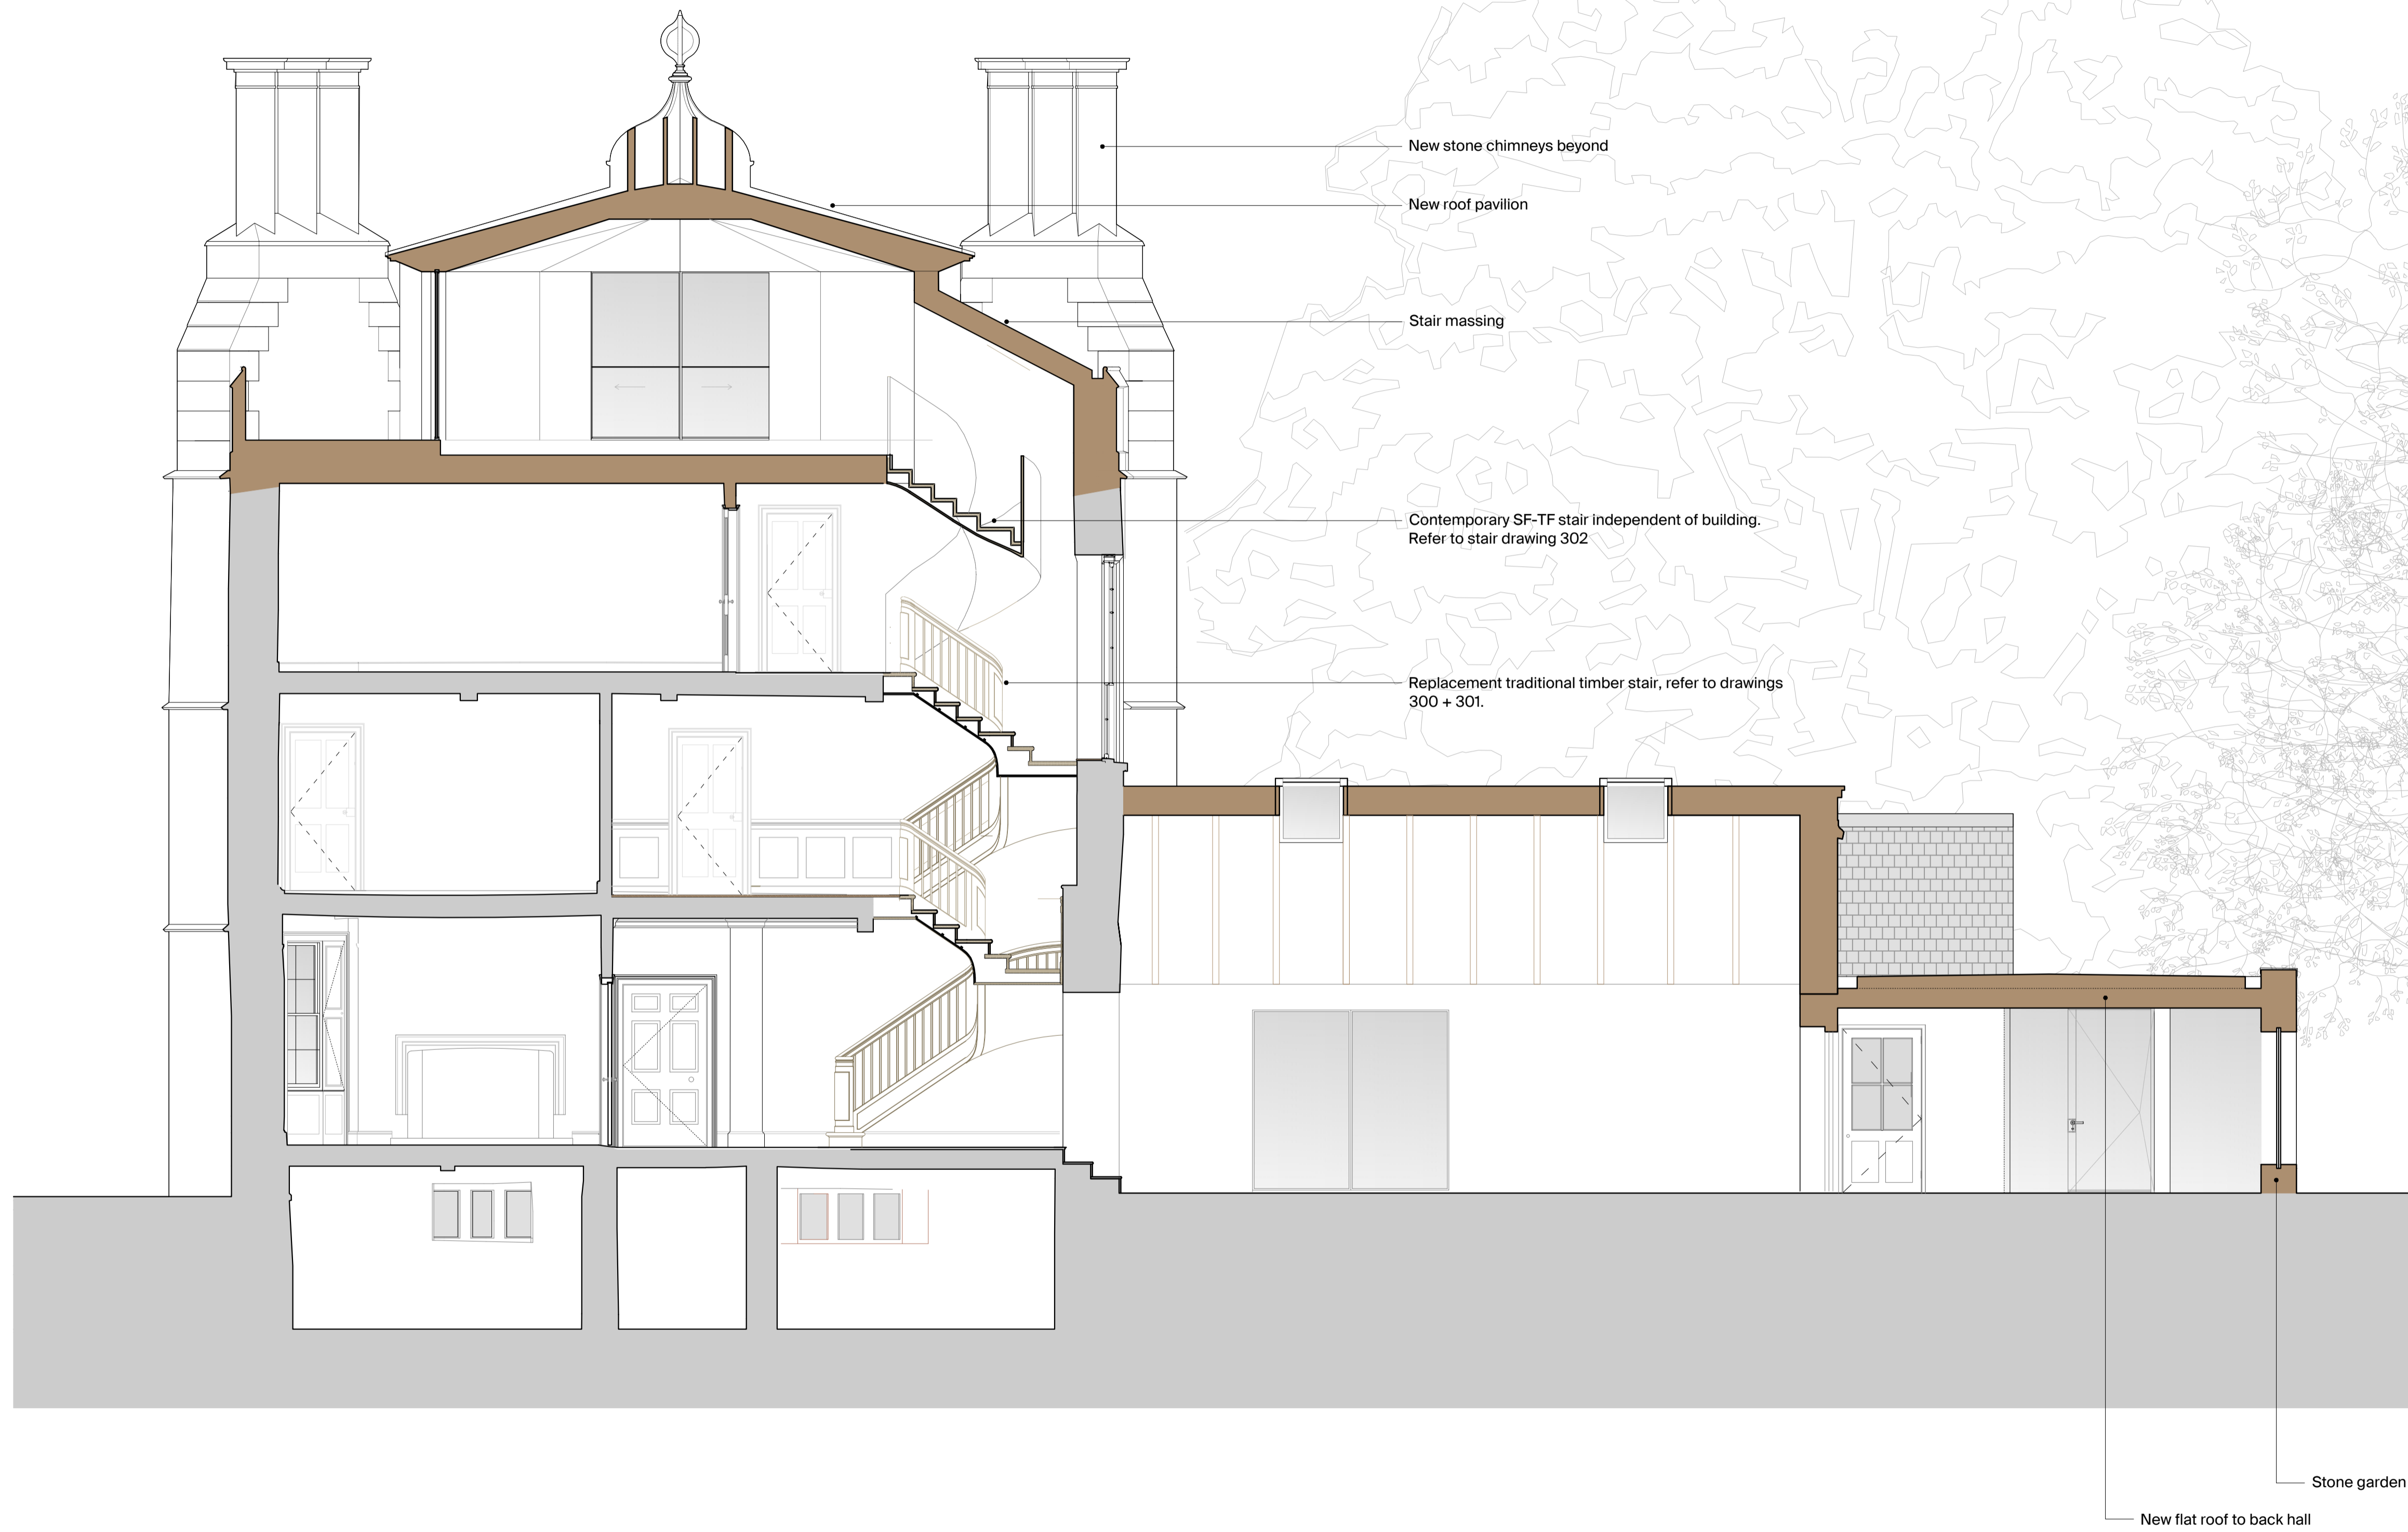 New stone chimneys beyond
New roof pavilion
Stair massing
Contemporary SF-TF stair independent of building.
Refer to stair drawing 302
Replacement traditional timber stair, refer to drawings
300 + 301.
Stone garden
New flat roof to back hall